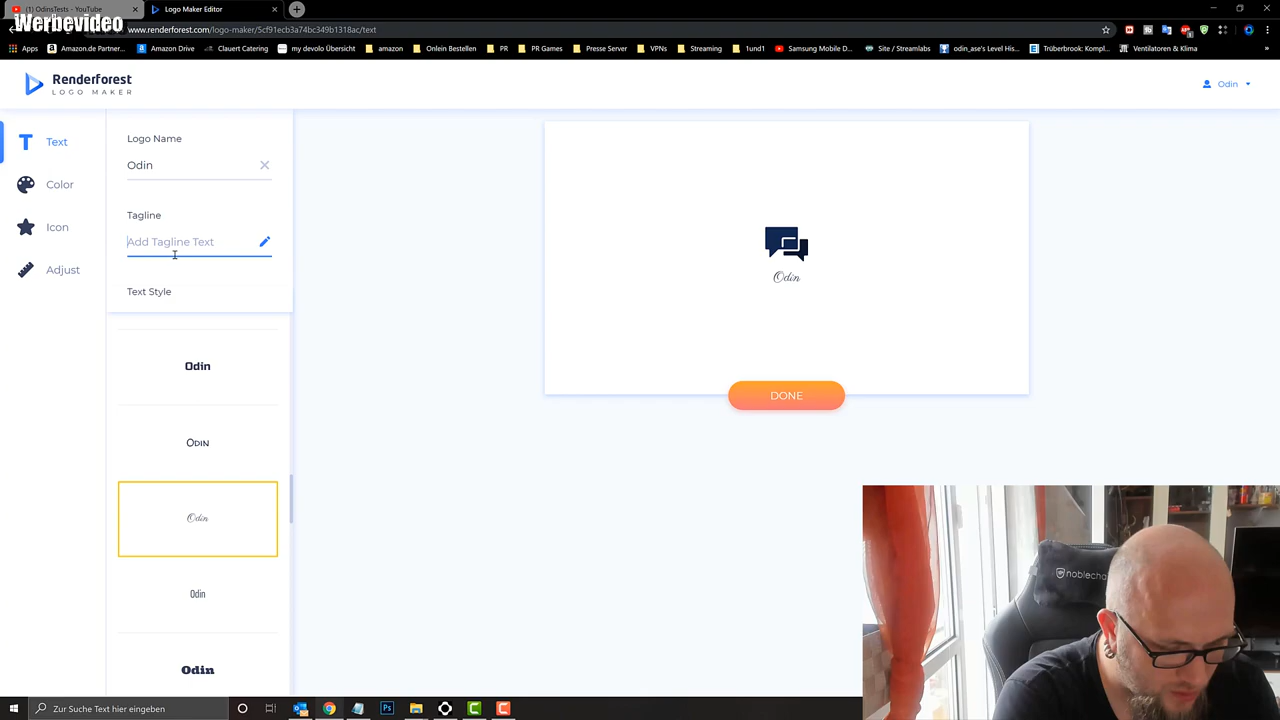 (1) OdinsTests - YouTube
Logo Maker Editor
Werbevideo
www.renderforest.com/logo-maker/5cf91ecb3a74bc349b1318ac/text
Apps
Amazon.de Partner...
Amazon Drive
Clauert Catering
my devolo Übersicht
amazon
Onlein Bestellen
PR
PR Games
Presse Server
VPNs
Streaming
1und1
Samsung Mobile D...
Site / Streamlabs
odin_ase's Level His...
Trüberbrook: Kompl...
Ventilatoren & Klima
»
Renderforest
LOGO MAKER
Odin
Text
Color
Icon
Adjust
Logo Name
Odin
Tagline
Add Tagline Text
Text Style
Odin
Odin
Odin
Odin
Odin
Odin
DONE
noblecha
Zur Suche Text hier eingeben